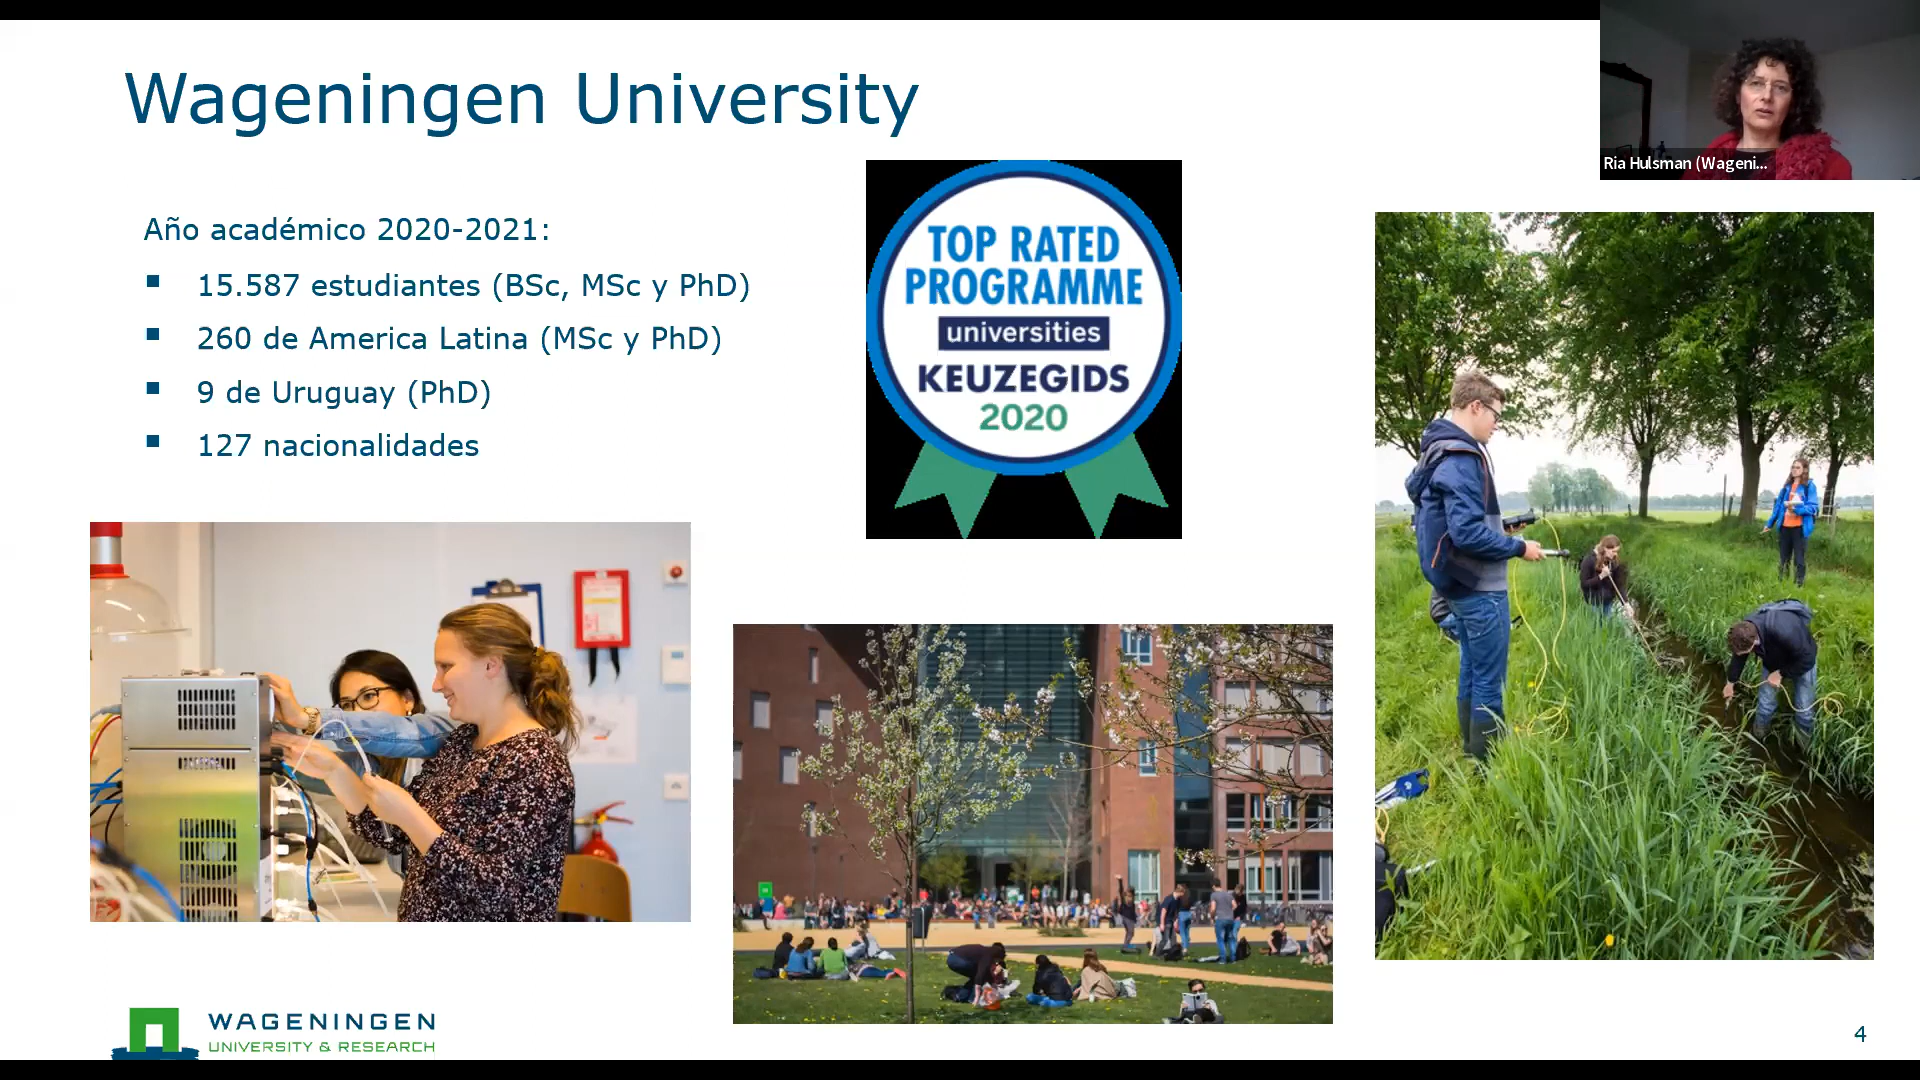 Wageningen University
Ria Hulsman (Wageni...
Año académico 2020-2021:
15.587 estudiantes (BSc, MSc y PhD)
260 de America Latina (MSc y PhD)
9 de Uruguay (PhD)
127 nacionalidades
TOP RATED
PROGRAMME
universities
KEUZEGIDS
2020
WAGENINGEN
UNIVERSITY & RESEARCH
4